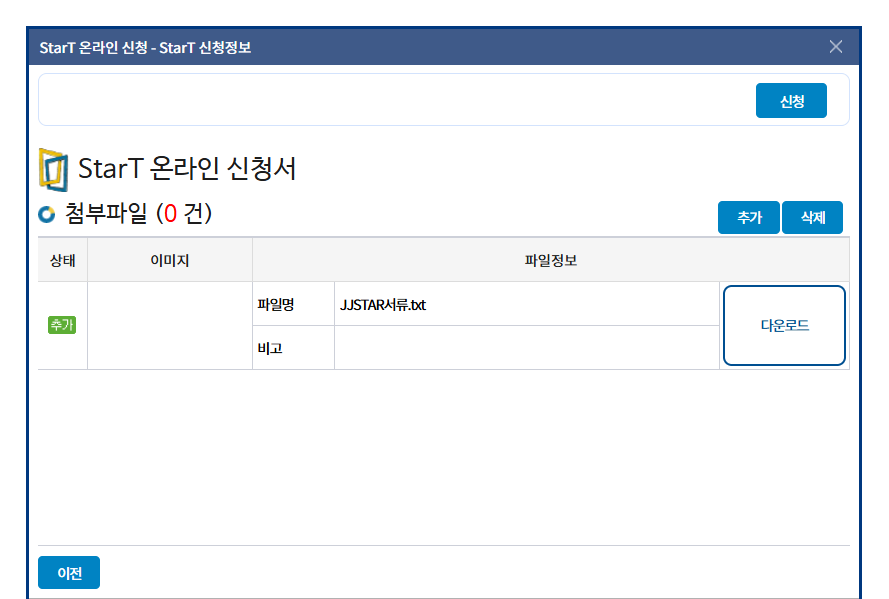 StarT 온라인 신청 - StarT 신청정보
신청
StarT 온라인 신청서
첨부파일 (0 건)
추가 삭제
상태 이미지 파일정보
추가
파일명 JJSTAR서류.txt
다운로드
비고
이전